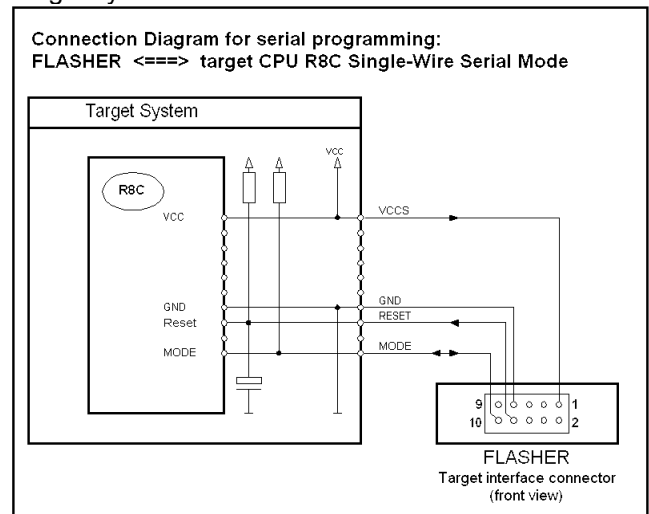 Connection Diagram for serial programming:
FLASHER <===> target CPU R8C Single-Wire Serial Mode
Target System
R8C
VCC
VCC
VCCS
GND
GND
Reset
RESET
MODE
MODE
9 1
10 2
FLASHER
Target interface connector
(front view)